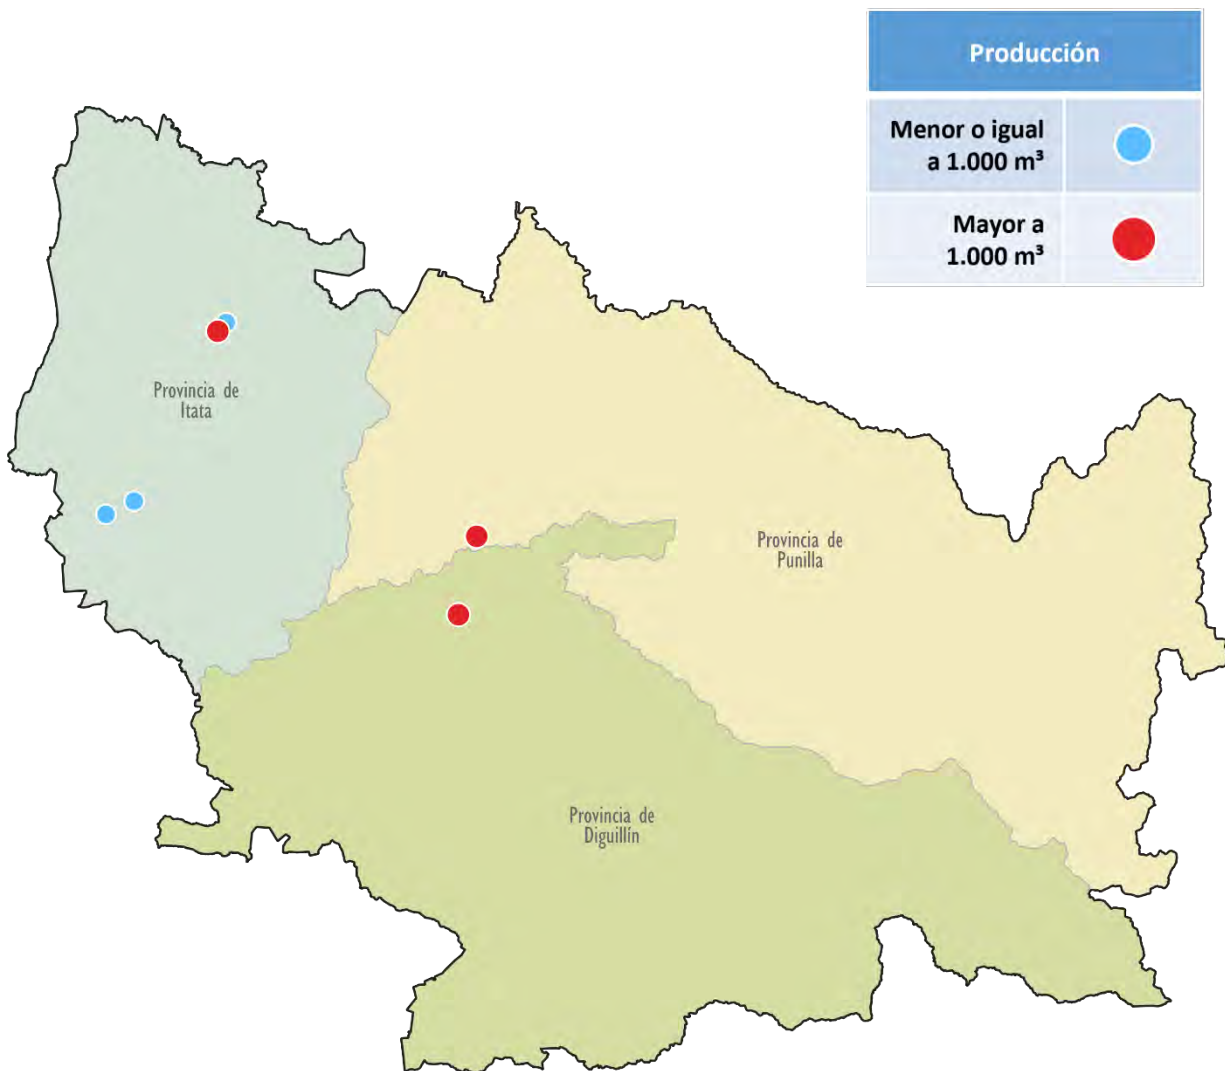 Producción
Menor o igual
a 1.000 m³
Mayor a
1.000 m³
Provincia de
Itata
Provincia de
Punilla
Provincia de
Diguillín